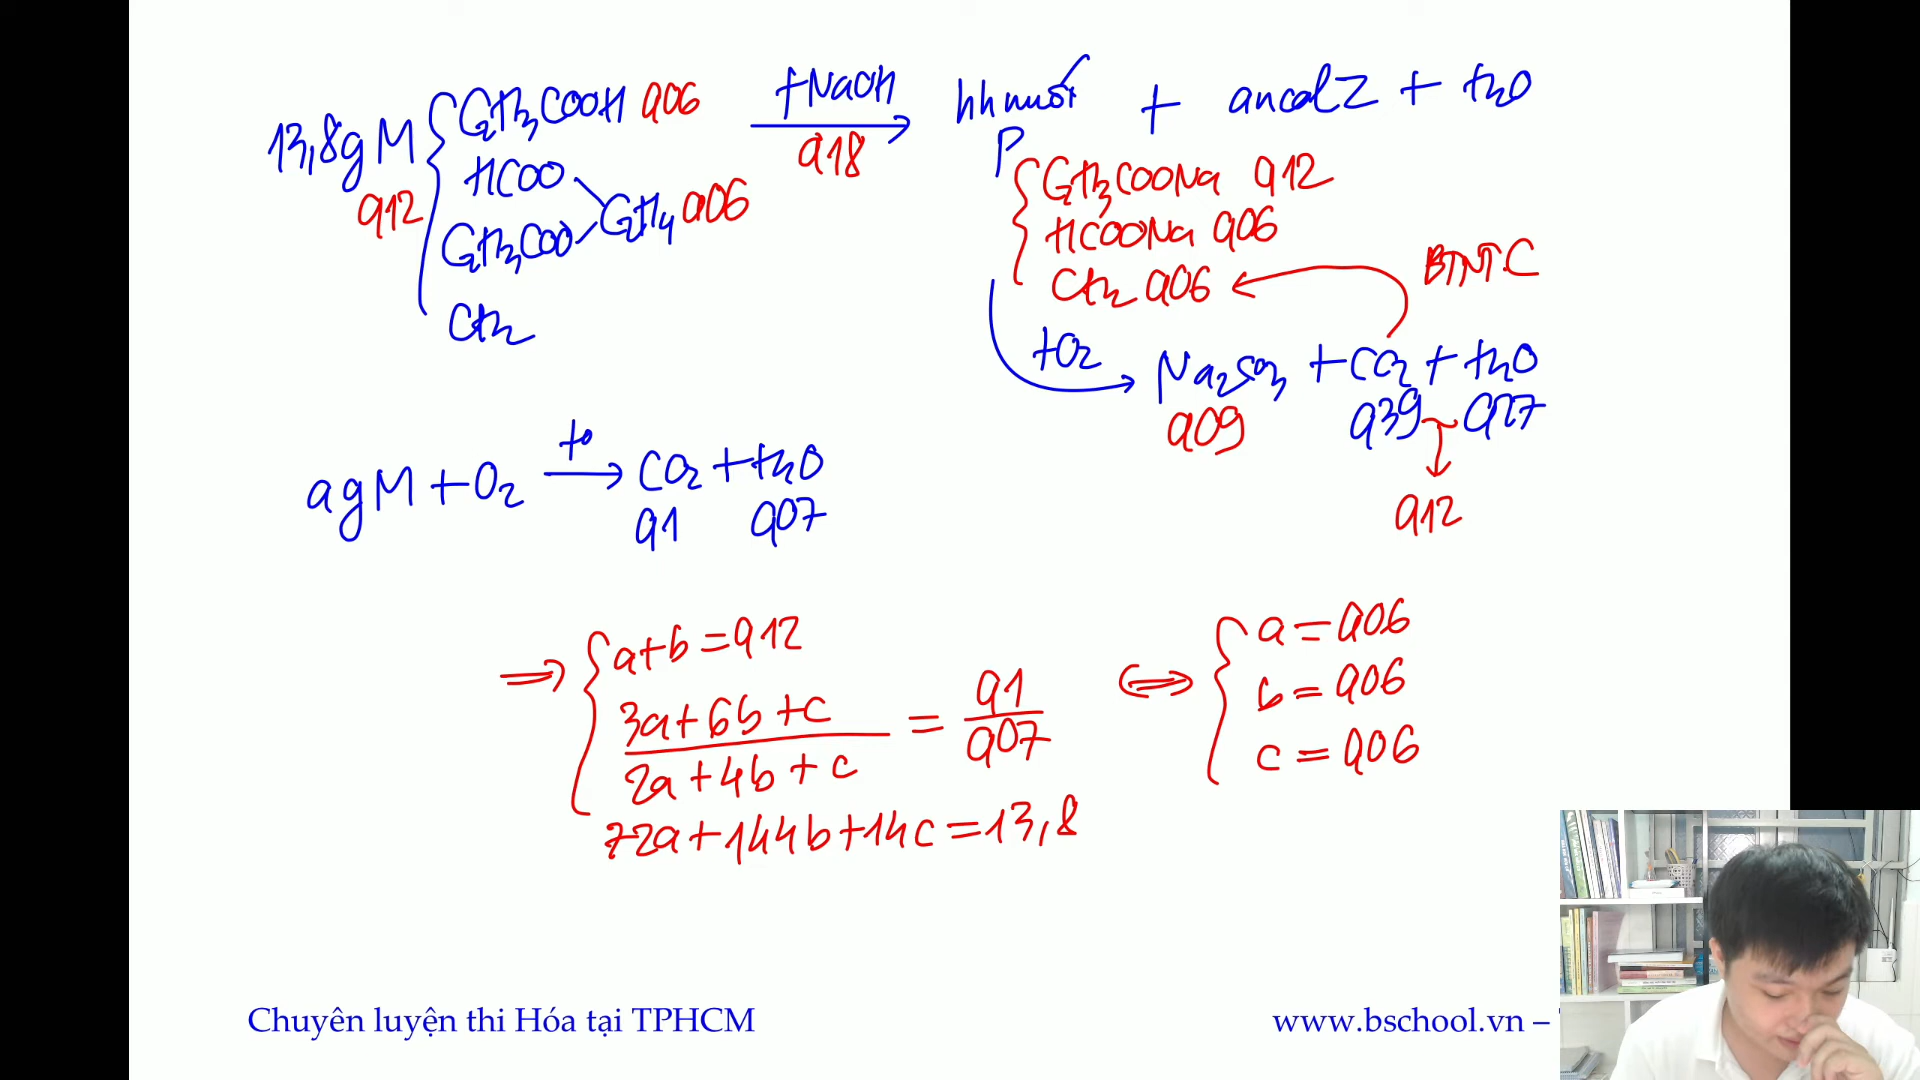 13,8g M { C2H3COOH 0,06 +NaOH hh muối + ancol Z + H2O
0,12 0,18 P
HCOO C2H3COONa 0,12
C2H3COO C2H4 0,06 HCOONa 0,06
CH2 CH2 0,06 BTNT.C
+O2 Na2CO3 + CO2 + H2O
0,09 0,39 0,27
0,12
a g M + O2 t° → CO2 + H2O
0,1 0,07
⇒ { a+b = 0,12 ⇔ { a = 0,06
3a+6b+c / 2a+4b+c = 0,1 / 0,07 b = 0,06
72a+144b+14c = 13,8 c = 0,06
Chuyên luyện thi Hóa tại TPHCM www.bschool.vn –